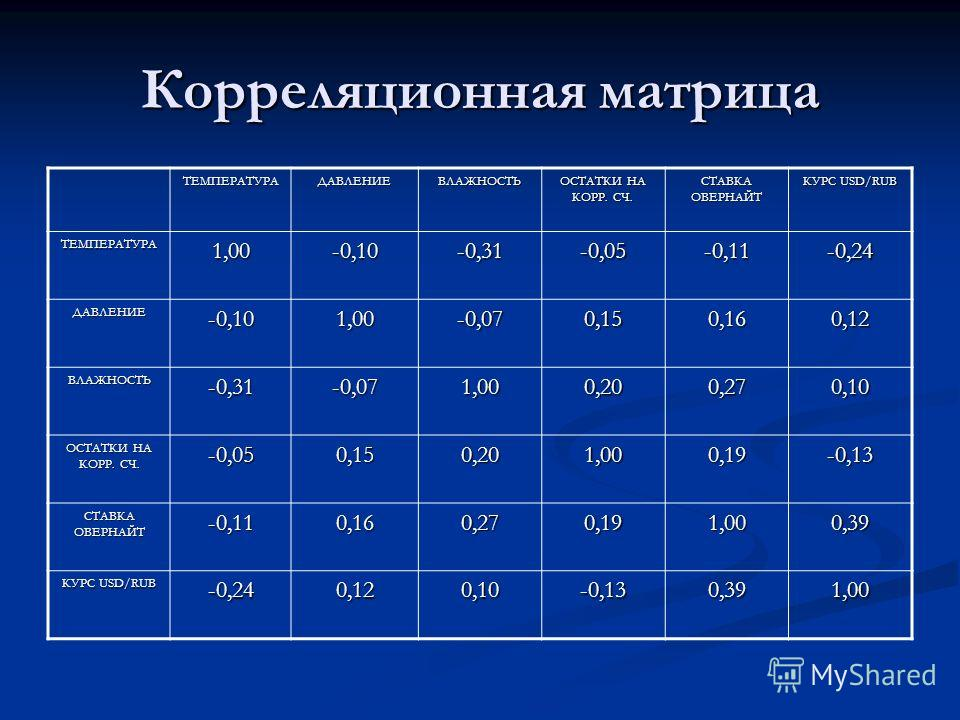 Корреляционная матрица
ТЕМПЕРАТУРА ДАВЛЕНИЕ ВЛАЖНОСТЬ ОСТАТКИ НА КОРР. СЧ. СТАВКА ОВЕРНАЙТ КУРС USD/RUB
ТЕМПЕРАТУРА 1,00 -0,10 -0,31 -0,05 -0,11 -0,24
ДАВЛЕНИЕ -0,10 1,00 -0,07 0,15 0,16 0,12
ВЛАЖНОСТЬ -0,31 -0,07 1,00 0,20 0,27 0,10
ОСТАТКИ НА КОРР. СЧ. -0,05 0,15 0,20 1,00 0,19 -0,13
СТАВКА ОВЕРНАЙТ -0,11 0,16 0,27 0,19 1,00 0,39
КУРС USD/RUB -0,24 0,12 0,10 -0,13 0,39 1,00
MyShared